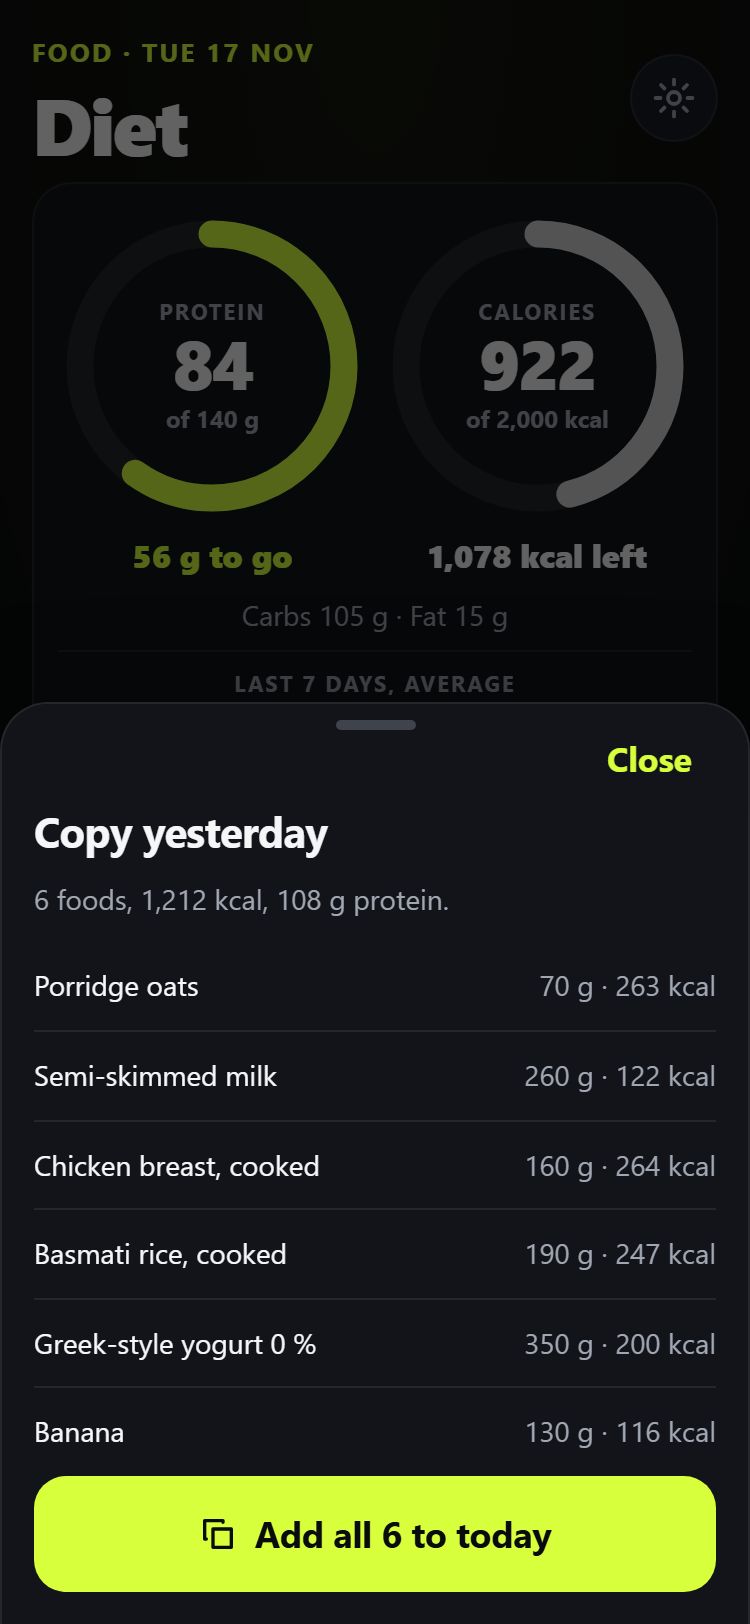 FOOD · TUE 17 NOV
Diet
PROTEIN
84
of 140 g
56 g to go
CALORIES
922
of 2,000 kcal
1,078 kcal left
Carbs 105 g · Fat 15 g
LAST 7 DAYS, AVERAGE
Close
Copy yesterday
6 foods, 1,212 kcal, 108 g protein.
Porridge oats 70 g · 263 kcal
Semi-skimmed milk 260 g · 122 kcal
Chicken breast, cooked 160 g · 264 kcal
Basmati rice, cooked 190 g · 247 kcal
Greek-style yogurt 0 % 350 g · 200 kcal
Banana 130 g · 116 kcal
Add all 6 to today